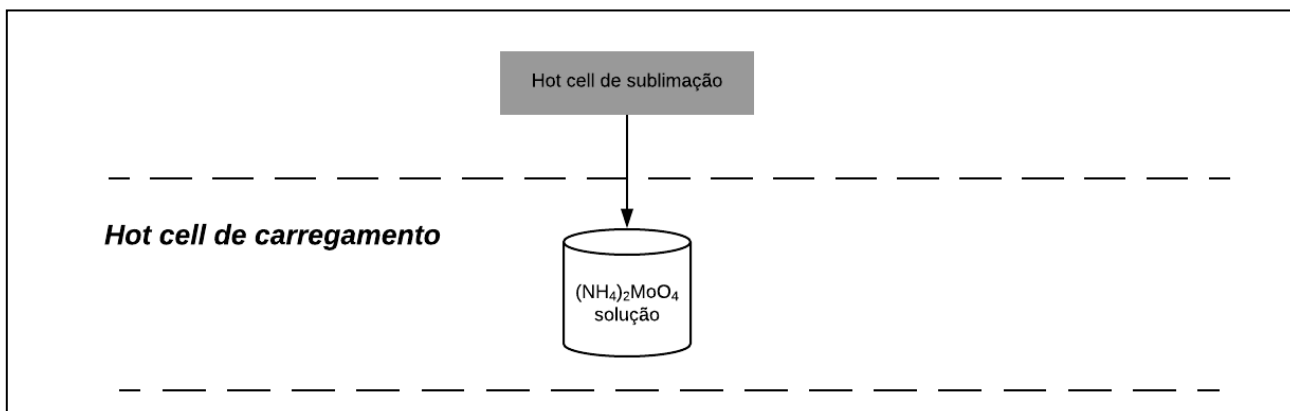 Hot cell de sublimação
Hot cell de carregamento
(NH₄)₂MoO₄
solução